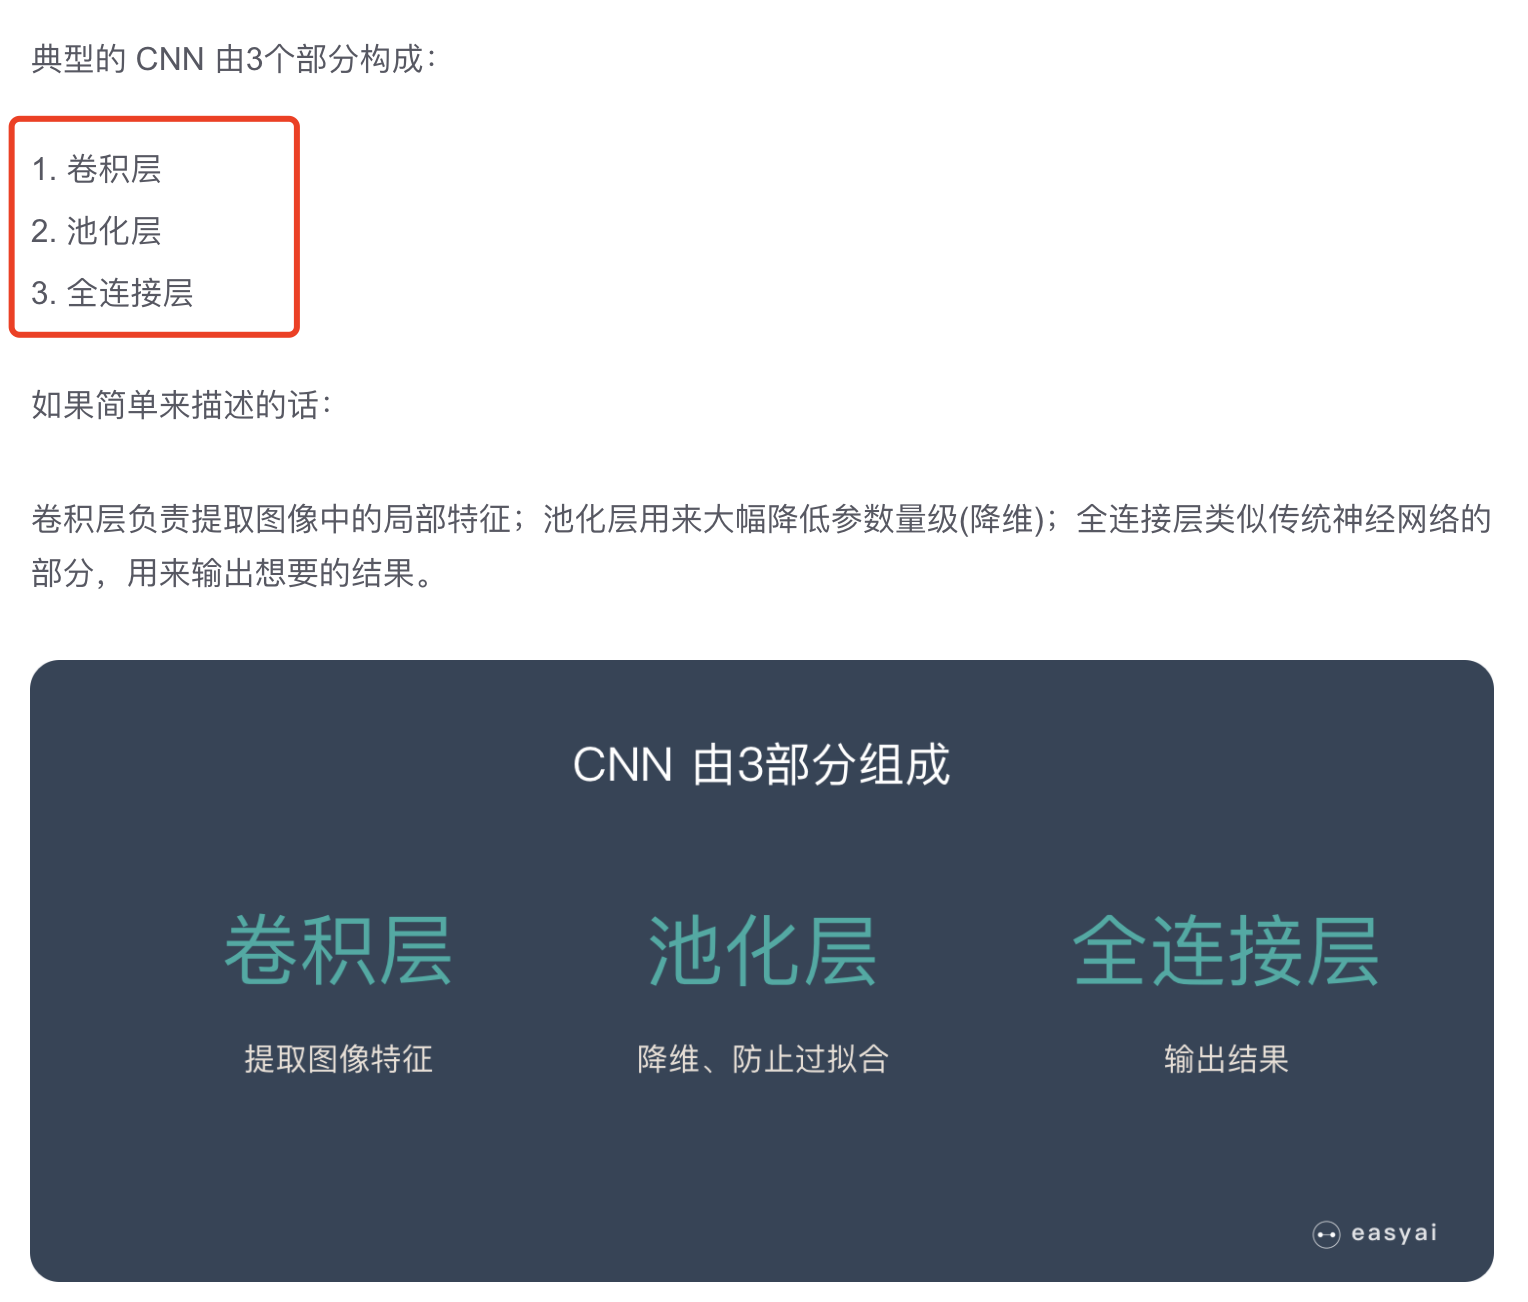 典型的 CNN 由3个部分构成：
1. 卷积层
2. 池化层
3. 全连接层
如果简单来描述的话：
卷积层负责提取图像中的局部特征；池化层用来大幅降低参数量级(降维)；全连接层类似传统神经网络的
部分，用来输出想要的结果。
CNN 由3部分组成
卷积层 池化层 全连接层
提取图像特征 降维、防止过拟合 输出结果
easyai